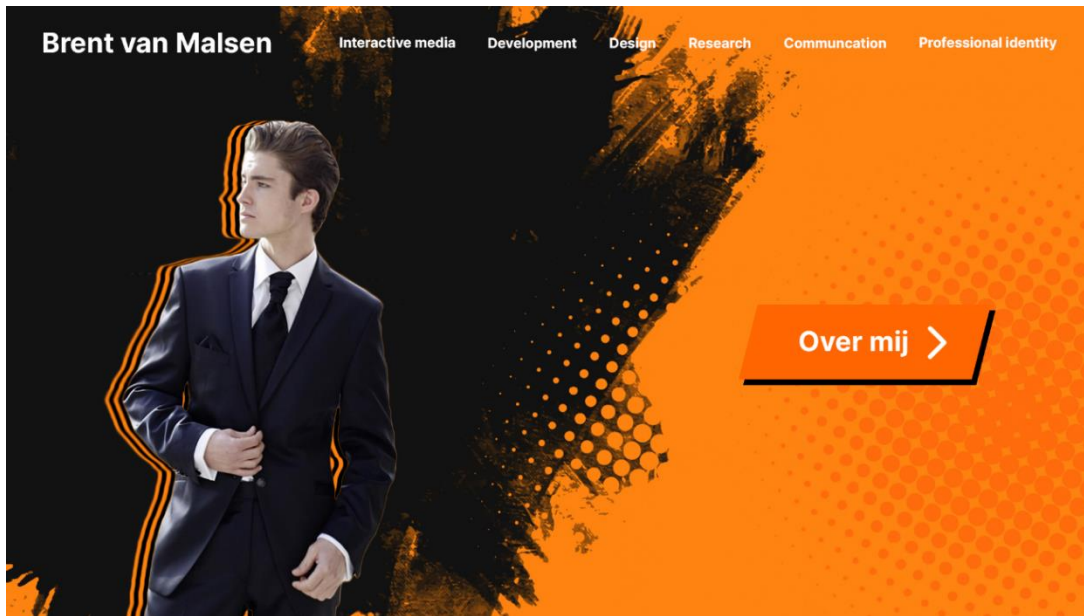 Brent van Malsen
Interactive media Development Design Research Communcation Professional identity
Over mij